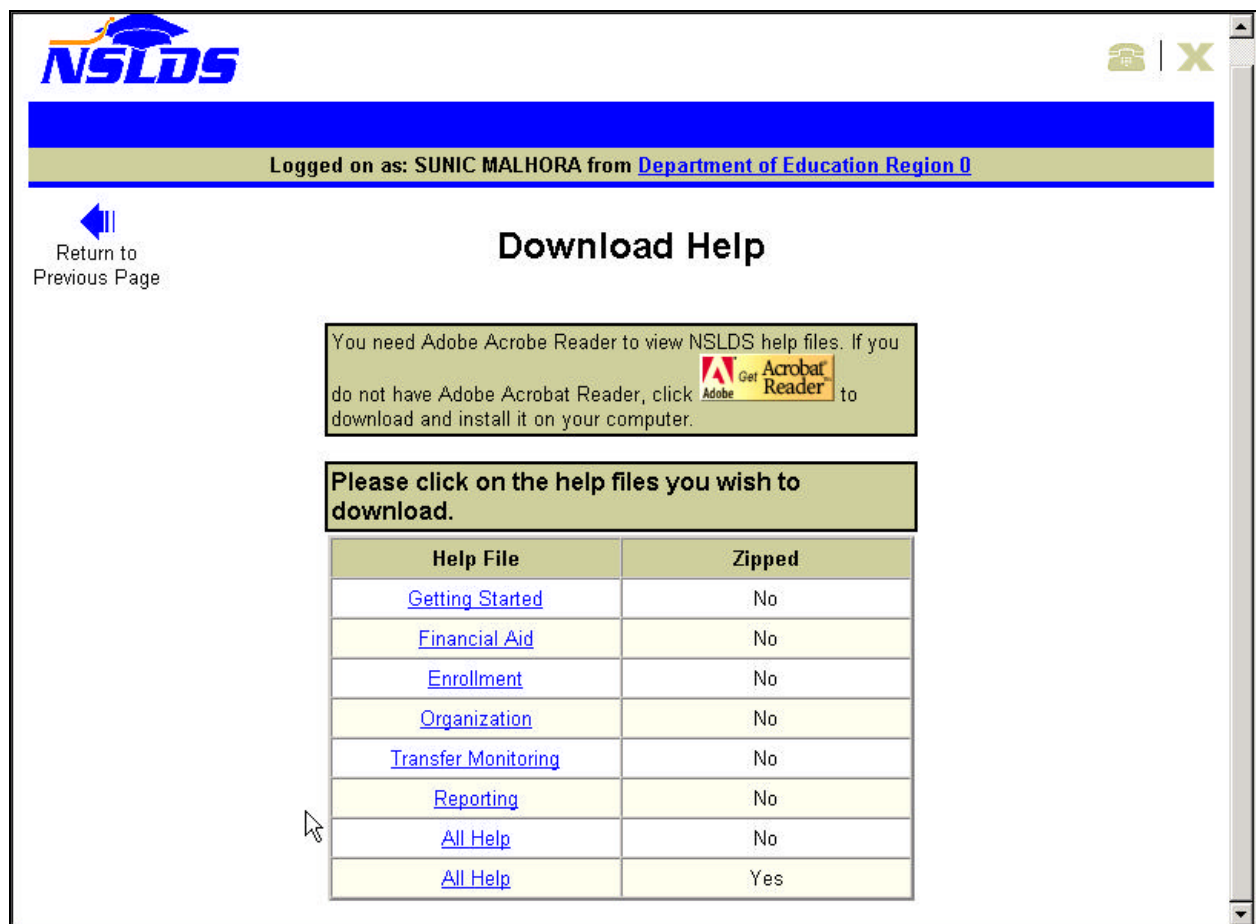 NSLDS
Logged on as: SUNIC MALHORA from Department of Education Region 0
Return to
Previous Page
Download Help
You need Adobe Acrobe Reader to view NSLDS help files. If you
do not have Adobe Acrobat Reader, click Adobe Get Acrobat Reader to
download and install it on your computer.
Please click on the help files you wish to
download.
Help File Zipped
Getting Started No
Financial Aid No
Enrollment No
Organization No
Transfer Monitoring No
Reporting No
All Help No
All Help Yes